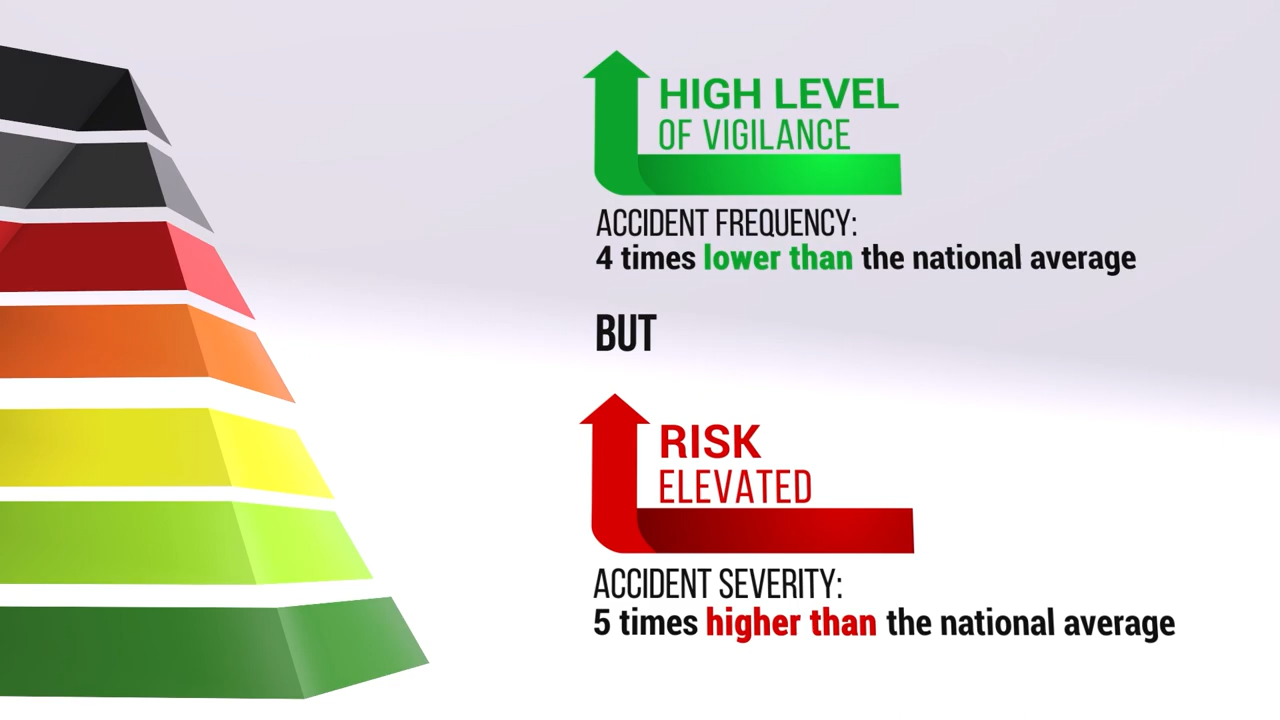 HIGH LEVEL
OF VIGILANCE
ACCIDENT FREQUENCY:
4 times lower than the national average
BUT
RISK
ELEVATED
ACCIDENT SEVERITY:
5 times higher than the national average